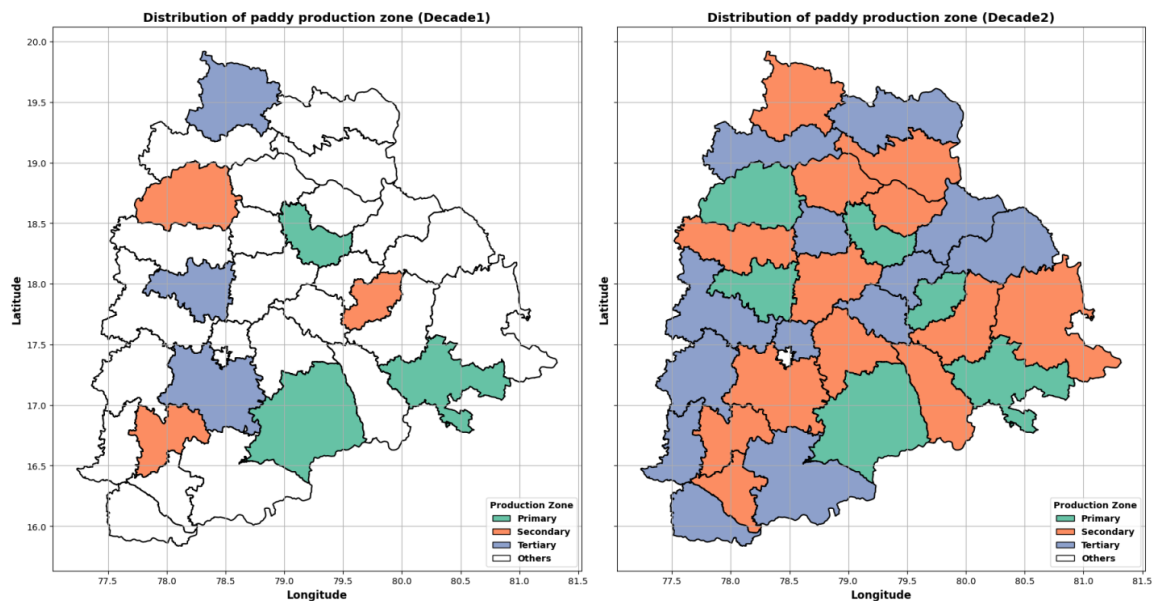 Distribution of paddy production zone (Decade1)
20.0
19.5
19.0
18.5
18.0
17.5
17.0
16.5
16.0
Latitude
77.5 78.0 78.5 79.0 79.5 80.0 80.5 81.0 81.5
Longitude
Production Zone
Primary
Secondary
Tertiary
Others
Distribution of paddy production zone (Decade2)
Latitude
77.5 78.0 78.5 79.0 79.5 80.0 80.5 81.0 81.5
Longitude
Production Zone
Primary
Secondary
Tertiary
Others